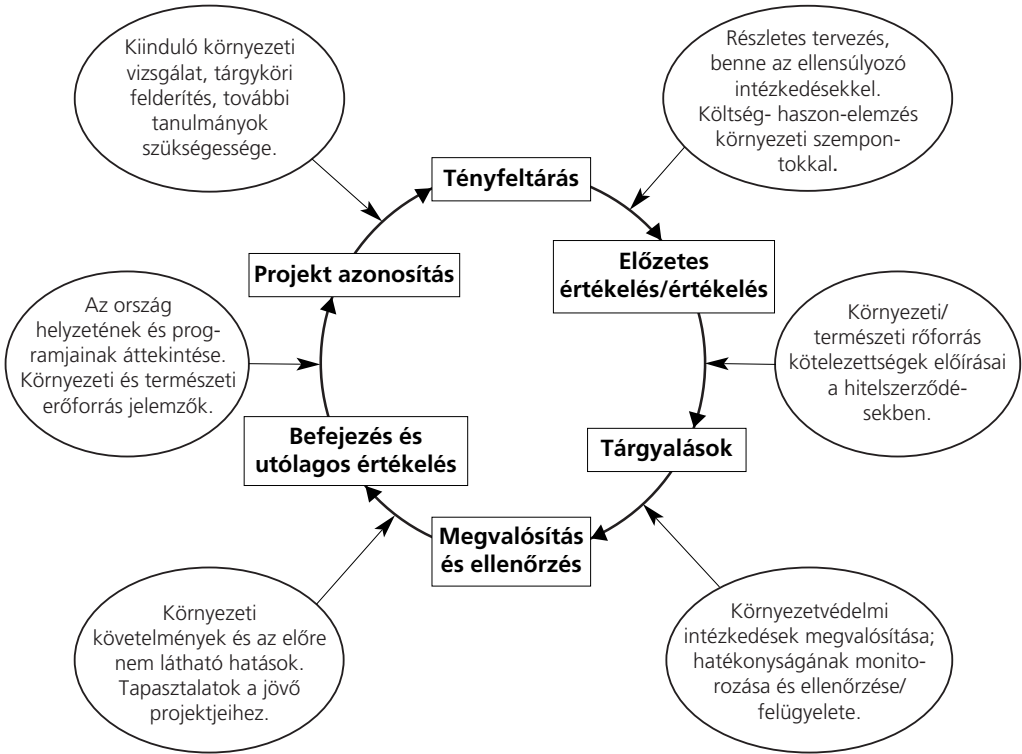 Kiinduló környezeti
vizsgálat, tárgyköri
felderítés, további
tanulmányok
szükségessége.
Részletes tervezés,
benne az ellensúlyozó
intézkedésekkel.
Költség- haszon-elemzés
környezeti szempon-
tokkal.
Tényfeltárás
Projekt azonosítás
Előzetes
értékelés/értékelés
Az ország
helyzetének és prog-
ramjainak áttekintése.
Környezeti és természeti
erőforrás jelemzők.
Környezeti/
természeti rőforrás
kötelezettségek előírásai
a hitelszerződé-
sekben.
Befejezés és
utólagos értékelés
Tárgyalások
Megvalósítás
és ellenőrzés
Környezeti
követelmények és az előre
nem látható hatások.
Tapasztalatok a jövő
projektjeihez.
Környezetvédelmi
intézkedések megvalósítása;
hatékonyságának monito-
rozása és ellenőrzése/
felügyelete.